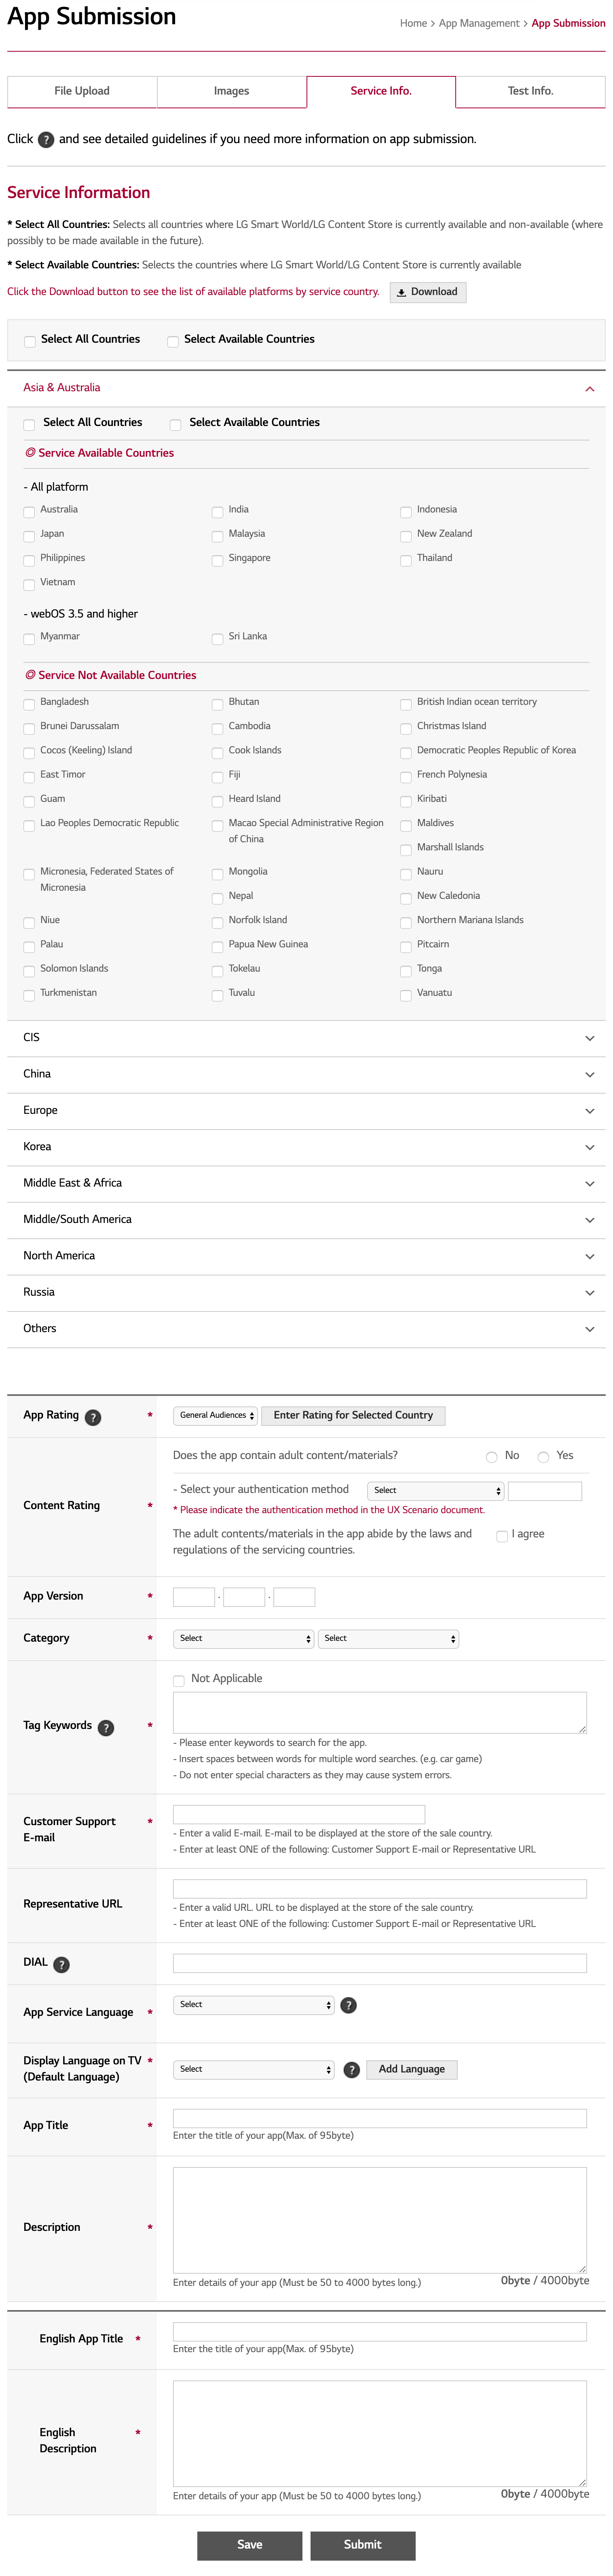 App Submission
Home > App Management > App Submission
File Upload
Images
Service Info.
Test Info.
Click ? and see detailed guidelines if you need more information on app submission.
Service Information
* Select All Countries: Selects all countries where LG Smart World/LG Content Store is currently available and non-available (where
possibly to be made available in the future).
* Select Available Countries: Selects the countries where LG Smart World/LG Content Store is currently available
Click the Download button to see the list of available platforms by service country. Download
Select All Countries Select Available Countries
Asia & Australia
Select All Countries Select Available Countries
Service Available Countries
- All platform
Australia India Indonesia
Japan Malaysia New Zealand
Philippines Singapore Thailand
Vietnam
- webOS 3.5 and higher
Myanmar Sri Lanka
Service Not Available Countries
Bangladesh Bhutan British Indian ocean territory
Brunei Darussalam Cambodia Christmas Island
Cocos (Keeling) Island Cook Islands Democratic Peoples Republic of Korea
East Timor Fiji French Polynesia
Guam Heard Island Kiribati
Lao Peoples Democratic Republic Macao Special Administrative Region Maldives
of China
Marshall Islands
Micronesia, Federated States of Mongolia Nauru
Micronesia
Nepal New Caledonia
Niue Norfolk Island Northern Mariana Islands
Palau Papua New Guinea Pitcairn
Solomon Islands Tokelau Tonga
Turkmenistan Tuvalu Vanuatu
CIS
China
Europe
Korea
Middle East & Africa
Middle/South America
North America
Russia
Others
App Rating ? * General Audiences Enter Rating for Selected Country
Does the app contain adult content/materials? No Yes
Content Rating *
- Select your authentication method Select
* Please indicate the authentication method in the UX Scenario document.
The adult contents/materials in the app abide by the laws and
regulations of the servicing countries.
I agree
App Version * . .
Category * Select Select
Tag Keywords ? *
Not Applicable
- Please enter keywords to search for the app.
- Insert spaces between words for multiple word searches. (e.g. car game)
- Do not enter special characters as they may cause system errors.
Customer Support *
E-mail
- Enter a valid E-mail. E-mail to be displayed at the store of the sale country.
- Enter at least ONE of the following: Customer Support E-mail or Representative URL
Representative URL
- Enter a valid URL. URL to be displayed at the store of the sale country.
- Enter at least ONE of the following: Customer Support E-mail or Representative URL
DIAL ?
App Service Language * Select ?
Display Language on TV *
(Default Language)
Select ? Add Language
App Title *
Enter the title of your app(Max. of 95byte)
Description *
Enter details of your app (Must be 50 to 4000 bytes long.) 0byte / 4000byte
English App Title *
Enter the title of your app(Max. of 95byte)
English *
Description
Enter details of your app (Must be 50 to 4000 bytes long.) 0byte / 4000byte
Save Submit